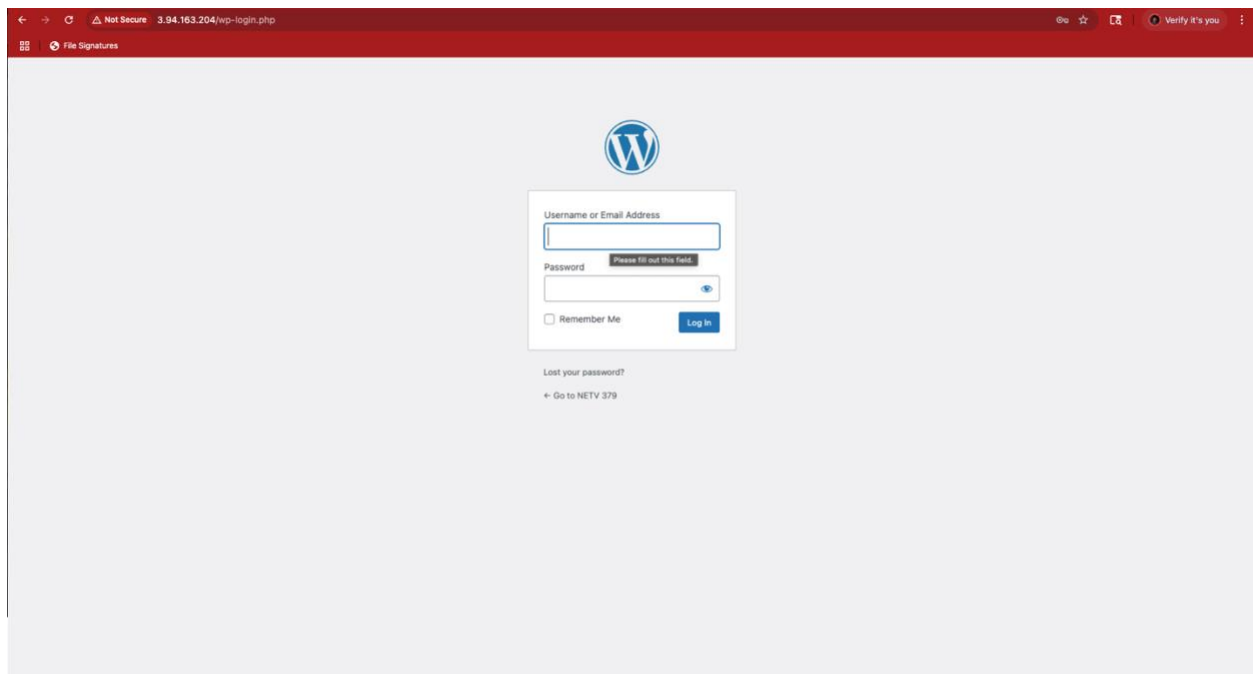 Not Secure 3.94.163.204/wp-login.php Verify it's you
File Signatures
W
Username or Email Address
Please fill out this field.
Password
Remember Me
Log In
Lost your password?
← Go to NETV 379